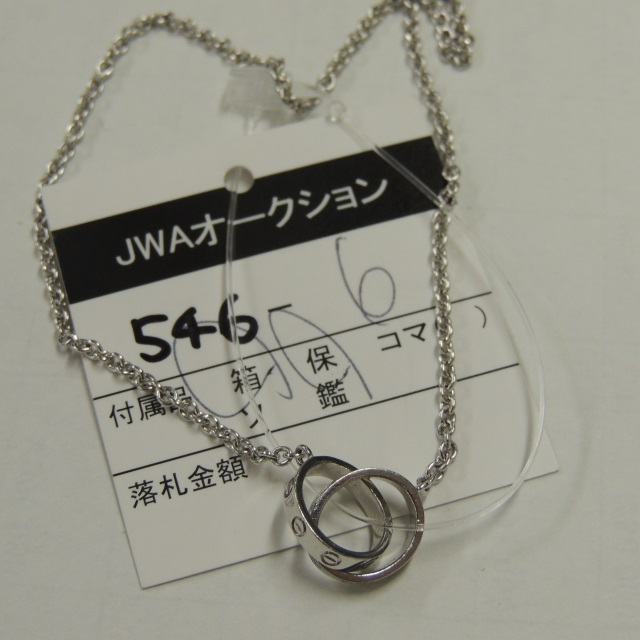 JWAオークション
546-
6
付属品 箱 保 コマ( )
鑑
落札金額